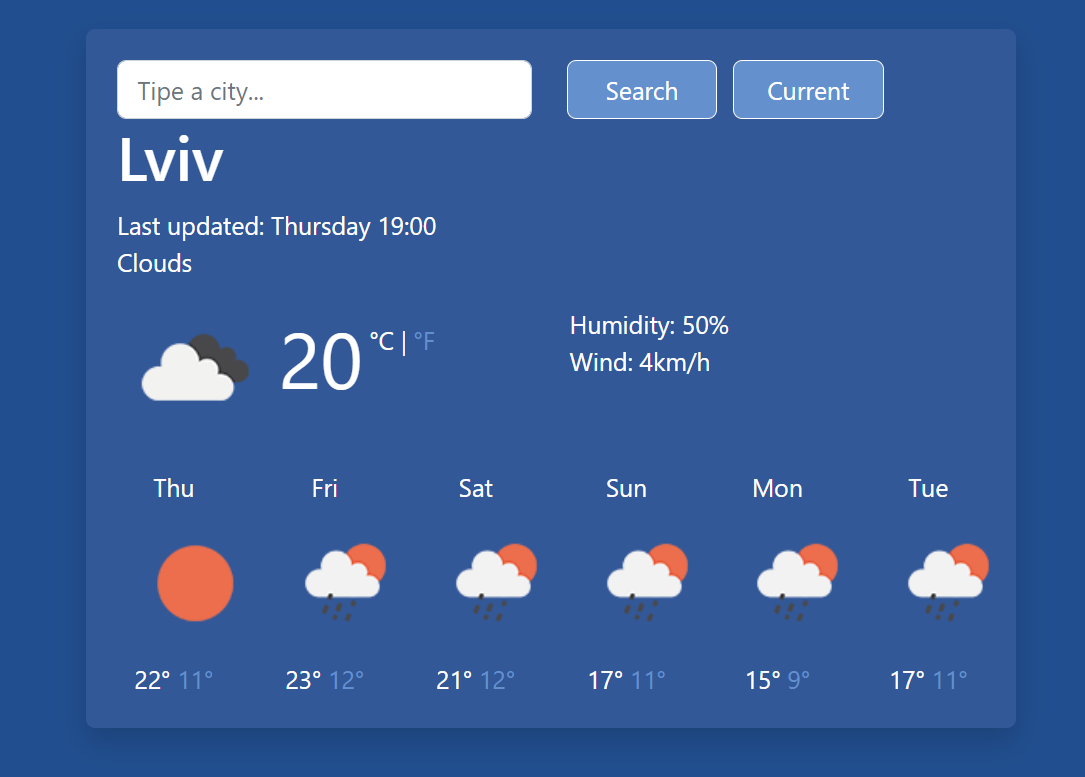 Tipe a city...
Search
Current
Lviv
Last updated: Thursday 19:00
Clouds
20 °C | °F
Humidity: 50%
Wind: 4km/h
Thu Fri Sat Sun Mon Tue
22° 11° 23° 12° 21° 12° 17° 11° 15° 9° 17° 11°